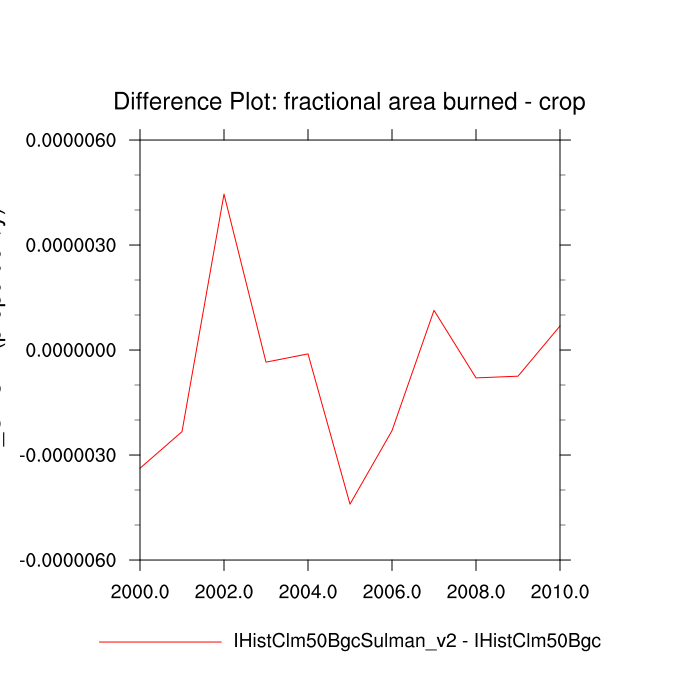 Difference Plot: fractional area burned - crop
0.0000060
0.0000030
0.0000000
-0.0000030
-0.0000060
2000.0 2002.0 2004.0 2006.0 2008.0 2010.0
IHistClm50BgcSulman_v2 - IHistClm50Bgc